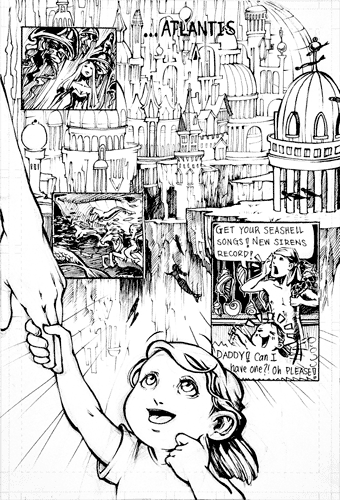 ...ATLANTIS
GET YOUR SEASHELL
SONGS! NEW SIRENS
RECORD!
DADDY! Can I
have one?! Oh PLEASE!